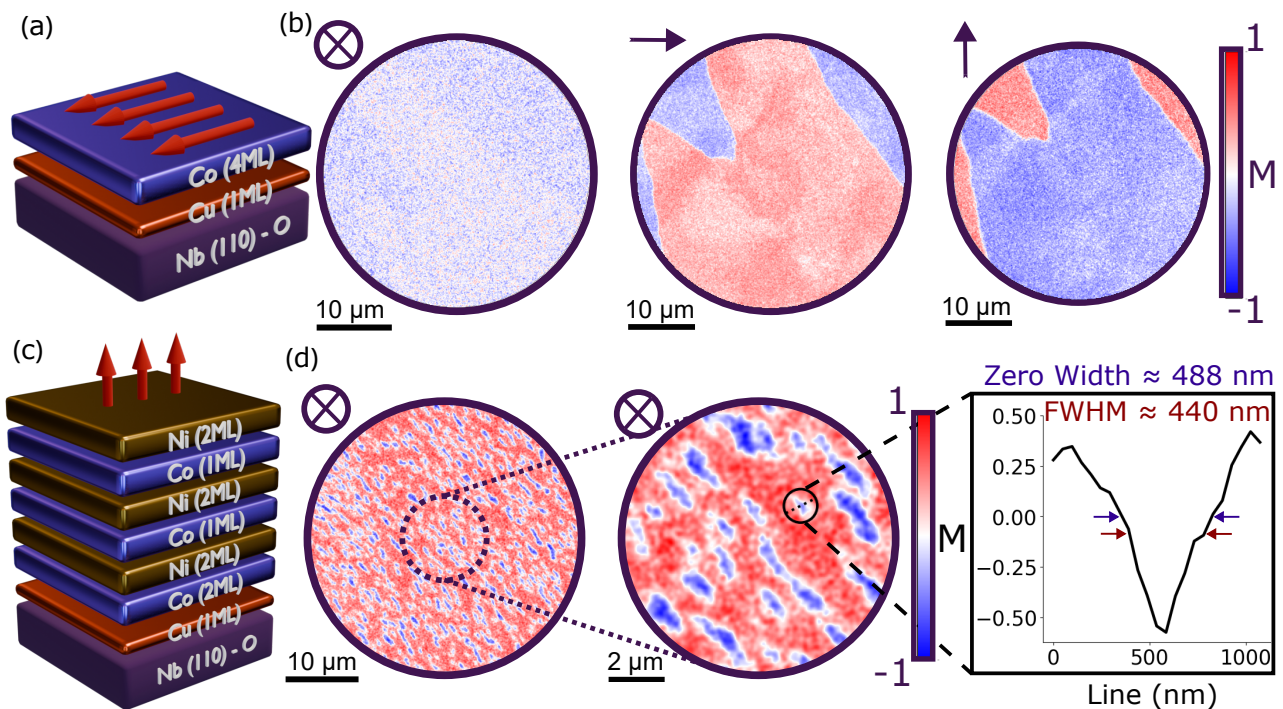 (a)
Co (4ML)
Cu (1ML)
Nb (110) - O
(b)
10 µm
10 µm
10 µm
1
M
-1
(c)
Ni (2ML)
Co (1ML)
Ni (2ML)
Co (1ML)
Ni (2ML)
Co (2ML)
Cu (1ML)
Nb (110) - O
(d)
10 µm
2 µm
1
M
-1
Zero Width ≈ 488 nm
FWHM ≈ 440 nm
0.50
0.25
0.00
−0.25
−0.50
0 500 1000
Line (nm)